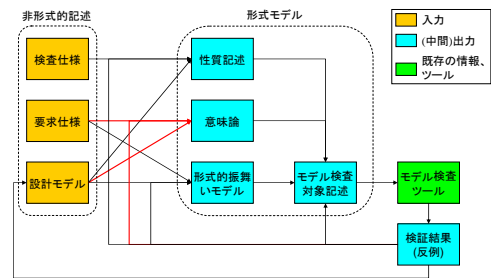 非形式的記述
形式モデル
入力
(中間)出力
既存の情報、
ツール
検査仕様
性質記述
要求仕様
意味論
設計モデル
形式的振舞
いモデル
モデル検査
対象記述
モデル検査
ツール
検証結果
(反例)